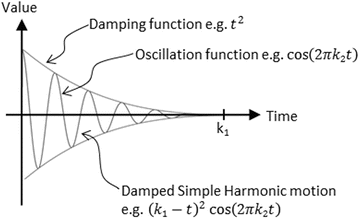 Value
Damping function e.g. t²
Oscillation function e.g. cos(2πk₂t)
Time
k₁
Damped Simple Harmonic motion
e.g. (k₁ − t)² cos(2πk₂t)